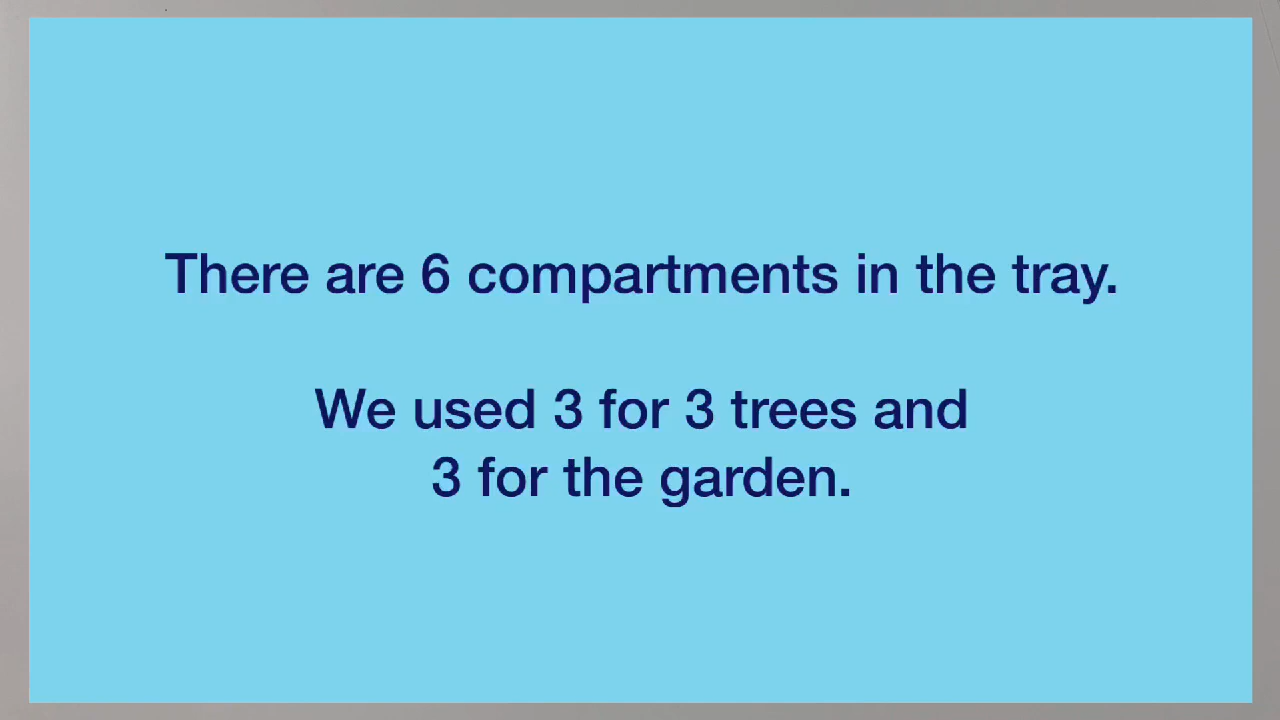 There are 6 compartments in the tray.
We used 3 for 3 trees and
3 for the garden.